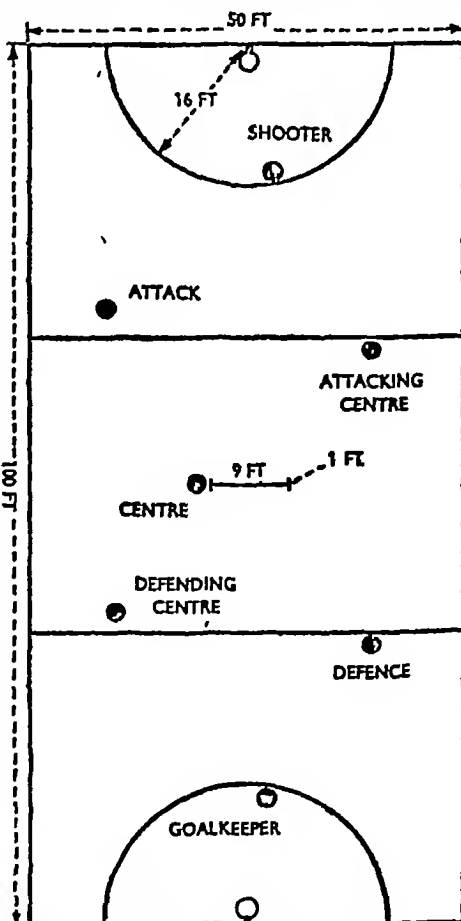 50 FT
16 FT
SHOOTER
ATTACK
ATTACKING
CENTRE
100 FT
9 FT
1 FT.
CENTRE
DEFENDING
CENTRE
DEFENCE
GOALKEEPER